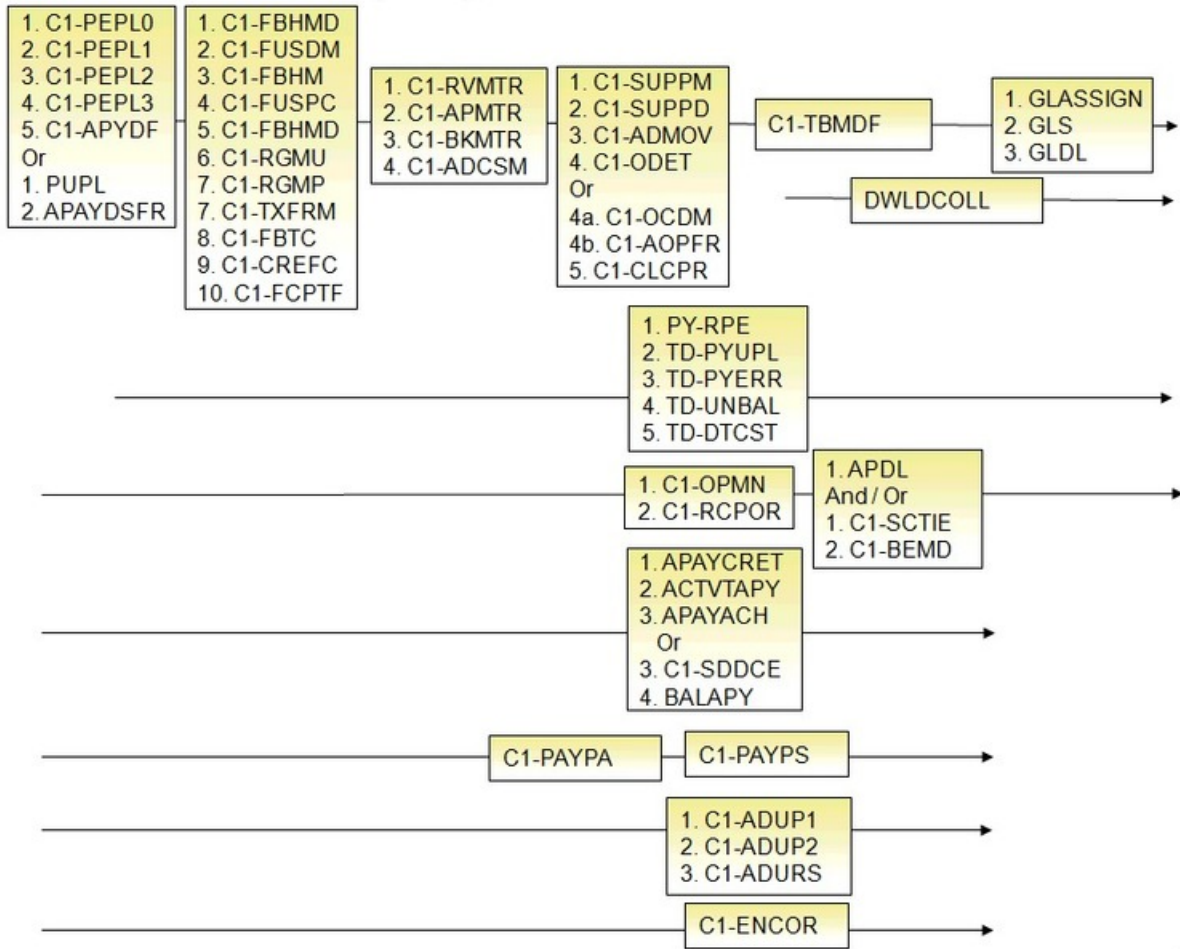 1. C1-PEPL0
2. C1-PEPL1
3. C1-PEPL2
4. C1-PEPL3
5. C1-APYDF
Or
1. PUPL
2. APAYDSFR
1. C1-FBHMD
2. C1-FUSDM
3. C1-FBHM
4. C1-FUSPC
5. C1-FBHMD
6. C1-RGMU
7. C1-RGMP
7. C1-TXFRM
8. C1-FBTC
9. C1-CREFC
10. C1-FCPTF
1. C1-RVMTR
2. C1-APMTR
3. C1-BKMTR
4. C1-ADCSM
1. C1-SUPPM
2. C1-SUPPD
3. C1-ADMOV
4. C1-ODET
Or
4a. C1-OCDM
4b. C1-AOPFR
5. C1-CLCPR
C1-TBMDF
1. GLASSIGN
2. GLS
3. GLDL
DWLDCOLL
1. PY-RPE
2. TD-PYUPL
3. TD-PYERR
4. TD-UNBAL
5. TD-DTCST
1. C1-OPMN
2. C1-RCPOR
1. APDL
And / Or
1. C1-SCTIE
2. C1-BEMD
1. APAYCRET
2. ACTVTAPY
3. APAYACH
Or
3. C1-SDDCE
4. BALAPY
C1-PAYPA
C1-PAYPS
1. C1-ADUP1
2. C1-ADUP2
3. C1-ADURS
C1-ENCOR